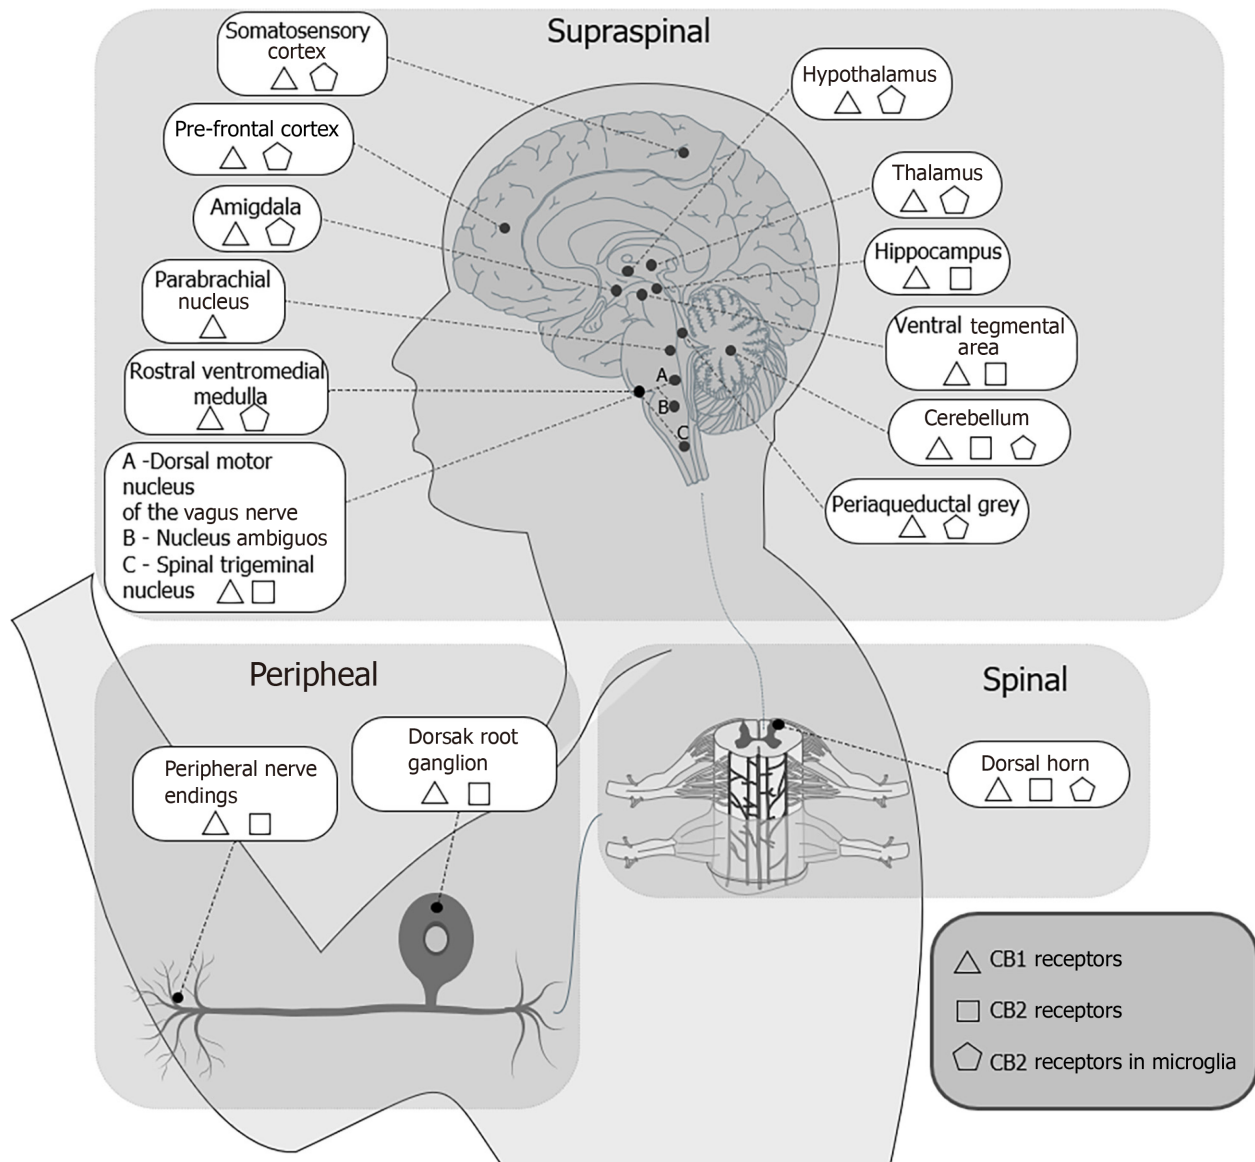 Supraspinal
Somatosensory
cortex
Pre-frontal cortex
Amigdala
Parabrachial
nucleus
Rostral ventromedial
medulla
A -Dorsal motor
nucleus
of the vagus nerve
B - Nucleus ambiguos
C - Spinal trigeminal
nucleus
Hypothalamus
Thalamus
Hippocampus
Ventral tegmental
area
Cerebellum
Periaqueductal grey
A
B
C
Peripheal
Peripheral nerve
endings
Dorsak root
ganglion
Spinal
Dorsal horn
CB1 receptors
CB2 receptors
CB2 receptors in microglia